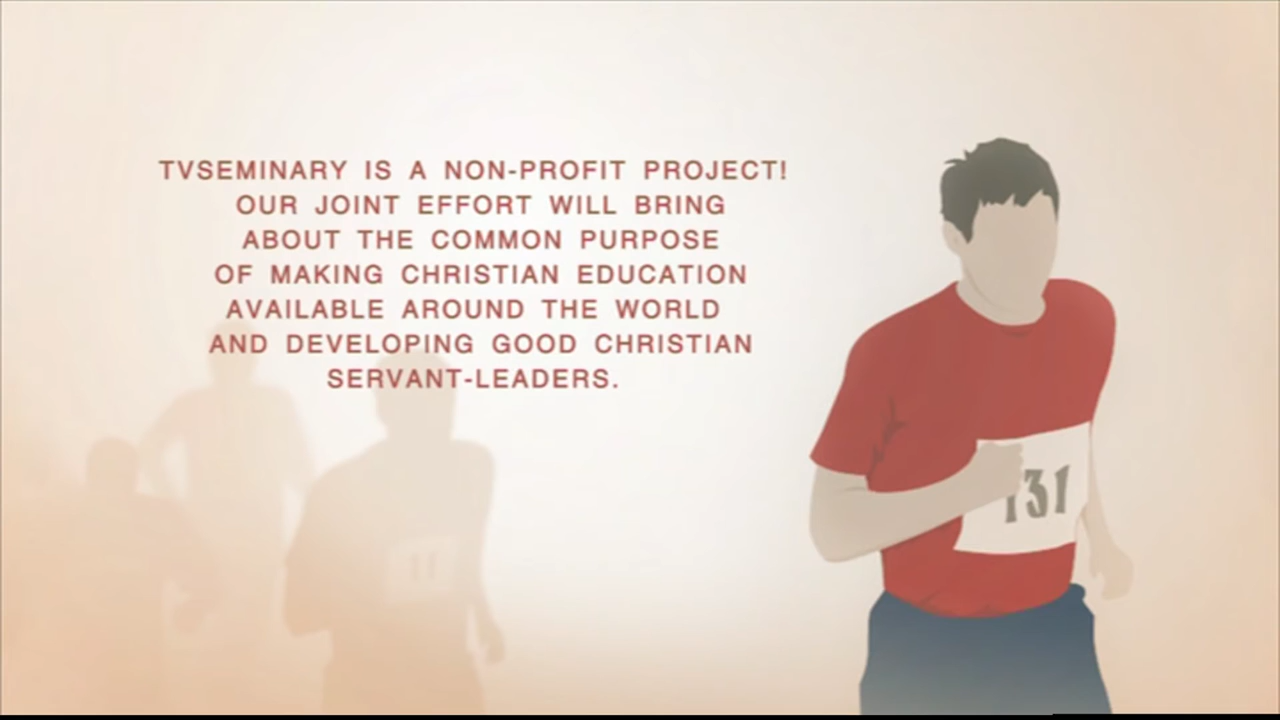 TVSEMINARY IS A NON-PROFIT PROJECT!
OUR JOINT EFFORT WILL BRING
ABOUT THE COMMON PURPOSE
OF MAKING CHRISTIAN EDUCATION
AVAILABLE AROUND THE WORLD
AND DEVELOPING GOOD CHRISTIAN
SERVANT-LEADERS.
131